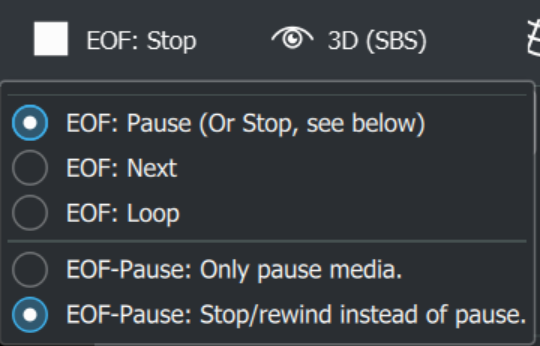 EOF: Stop 3D (SBS)
EOF: Pause (Or Stop, see below)
EOF: Next
EOF: Loop
EOF-Pause: Only pause media.
EOF-Pause: Stop/rewind instead of pause.